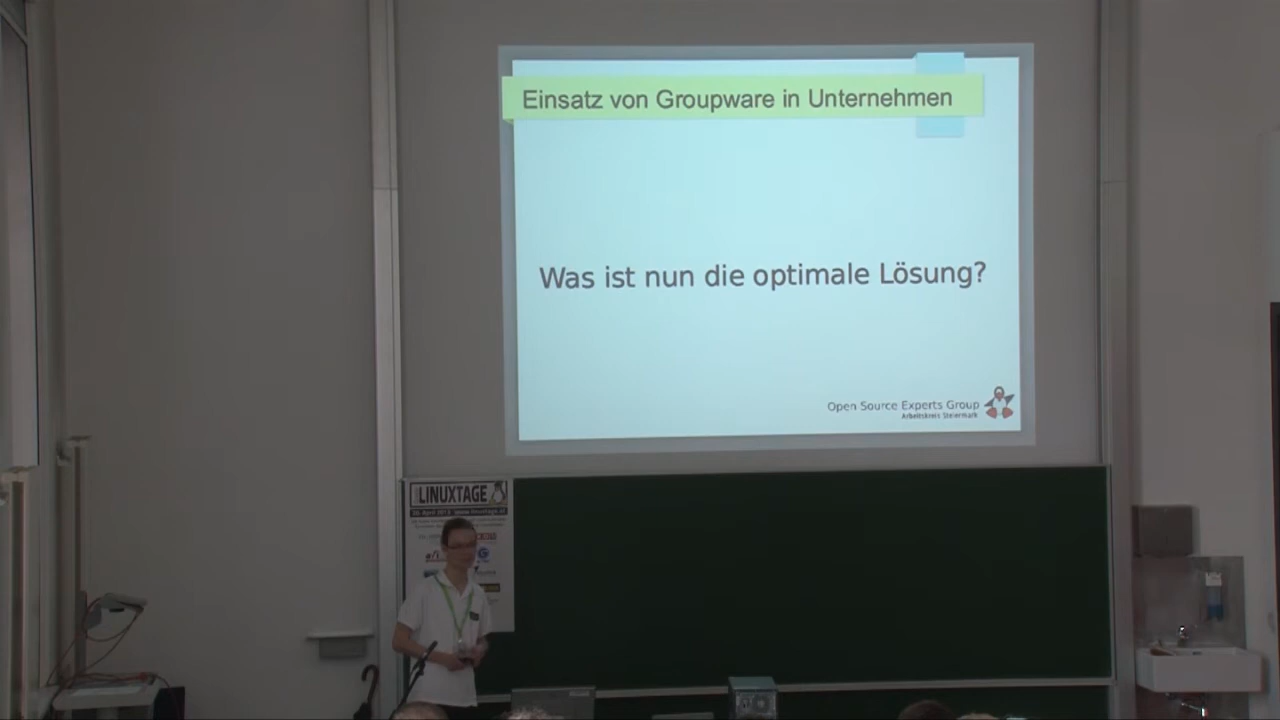 Einsatz von Groupware in Unternehmen
Was ist nun die optimale Lösung?
Open Source Experts Group
Arbeitskreis Steiermark
LINUXTAGE